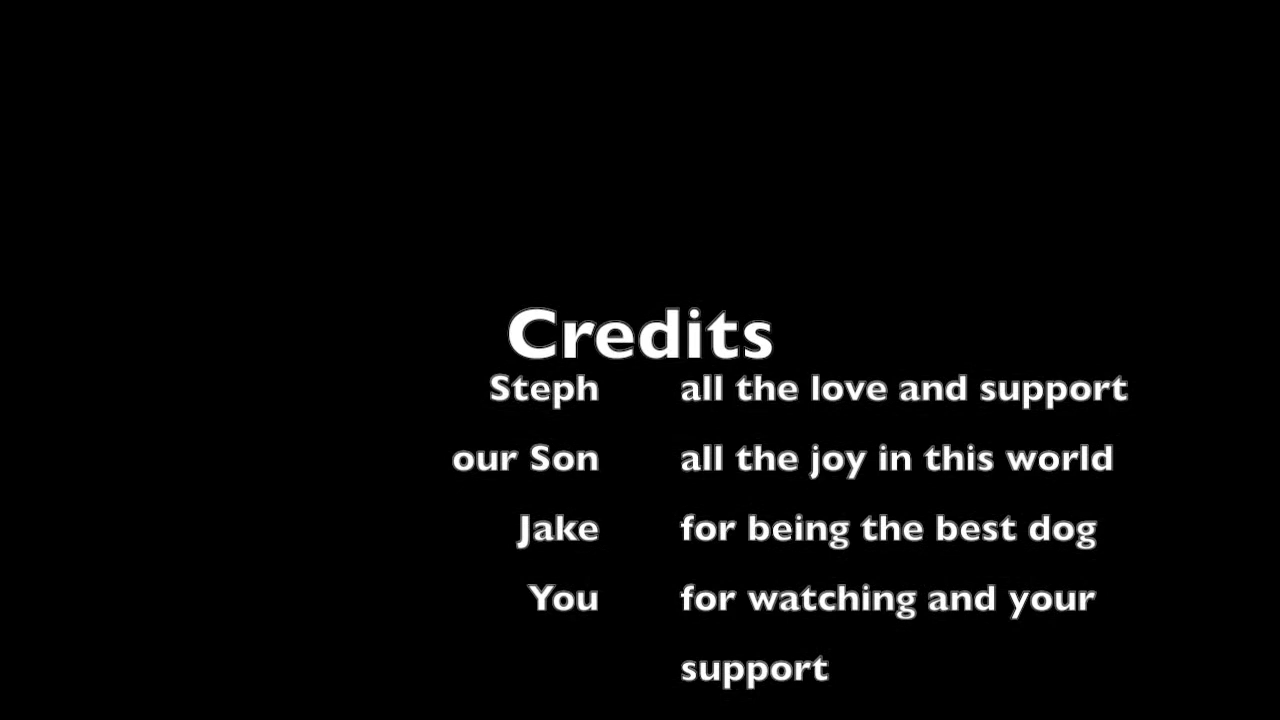 Credits
Steph all the love and support
our Son all the joy in this world
Jake for being the best dog
You for watching and your
support